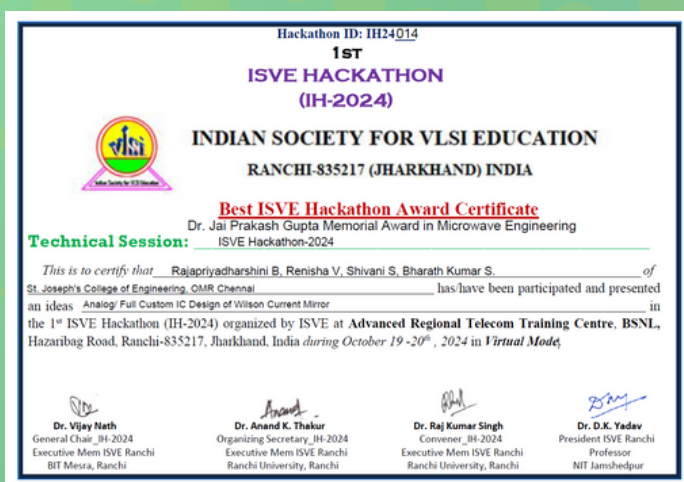 Hackathon ID: IH24014
1ST
ISVE HACKATHON
(IH-2024)
vlsi
Indian Society for VLSI Education
INDIAN SOCIETY FOR VLSI EDUCATION
RANCHI-835217 (JHARKHAND) INDIA
Best ISVE Hackathon Award Certificate
Dr. Jai Prakash Gupta Memorial Award in Microwave Engineering
Technical Session: ISVE Hackathon-2024
This is to certify that Rajapriyadharshini B, Renisha V, Shivani S, Bharath Kumar S. of
St. Joseph's College of Engineering, OMR Chennai has/have been participated and presented
an ideas Analog/ Full Custom IC Design of Wilson Current Mirror in
the 1st ISVE Hackathon (IH-2024) organized by ISVE at Advanced Regional Telecom Training Centre, BSNL,
Hazaribag Road, Ranchi-835217, Jharkhand, India during October 19 -20th , 2024 in Virtual Mode.
Dr. Vijay Nath
General Chair_IH-2024
Executive Mem ISVE Ranchi
BIT Mesra, Ranchi
Anand
Dr. Anand K. Thakur
Organizing Secretary_IH-2024
Executive Mem ISVE Ranchi
Ranchi University, Ranchi
Dr. Raj Kumar Singh
Convener_IH-2024
Executive Mem ISVE Ranchi
Ranchi University, Ranchi
Dr. D.K. Yadav
President ISVE Ranchi
Professor
NIT Jamshedpur